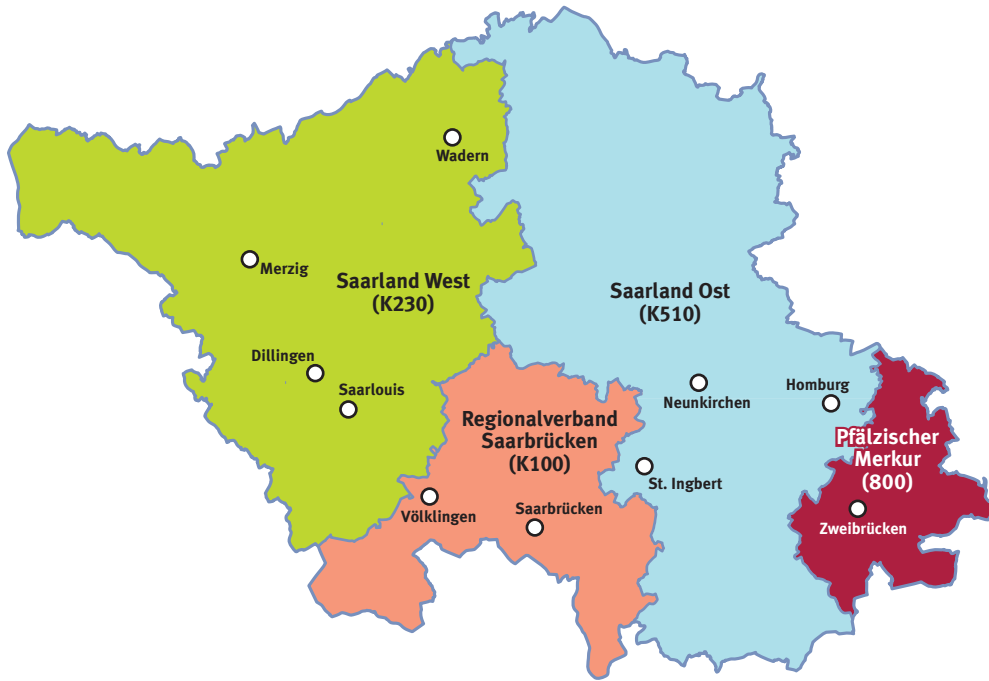 Wadern
Merzig
Saarland West
(K230)
Saarland Ost
(K510)
Dillingen
Saarlouis
Neunkirchen
Homburg
Regionalverband
Saarbrücken
(K100)
Pfälzischer
Merkur
(800)
St. Ingbert
Völklingen
Saarbrücken
Zweibrücken